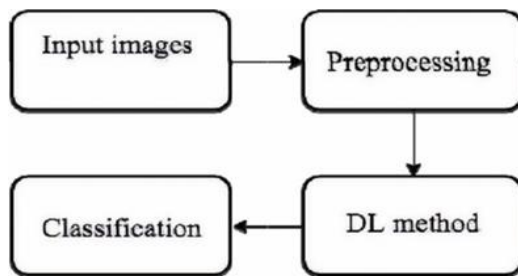 Input images
Preprocessing
DL method
Classification